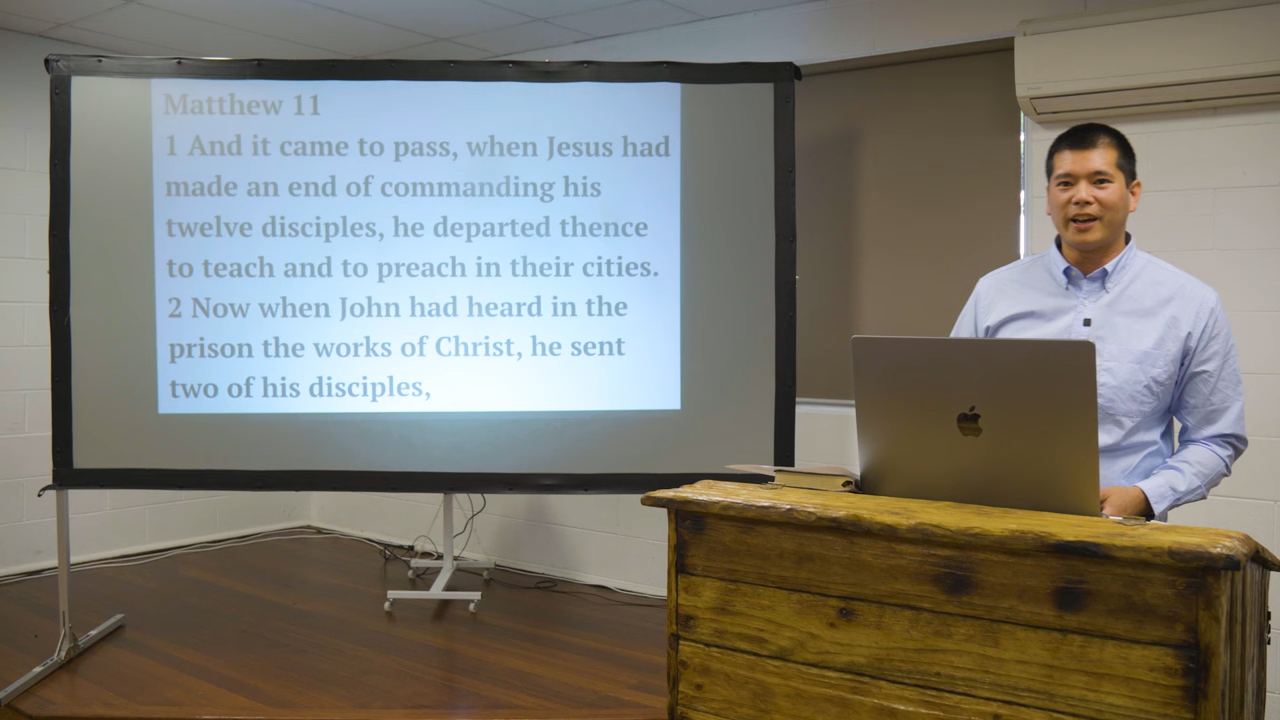 Matthew 11
1 And it came to pass, when Jesus had
made an end of commanding his
twelve disciples, he departed thence
to teach and to preach in their cities.
2 Now when John had heard in the
prison the works of Christ, he sent
two of his disciples,